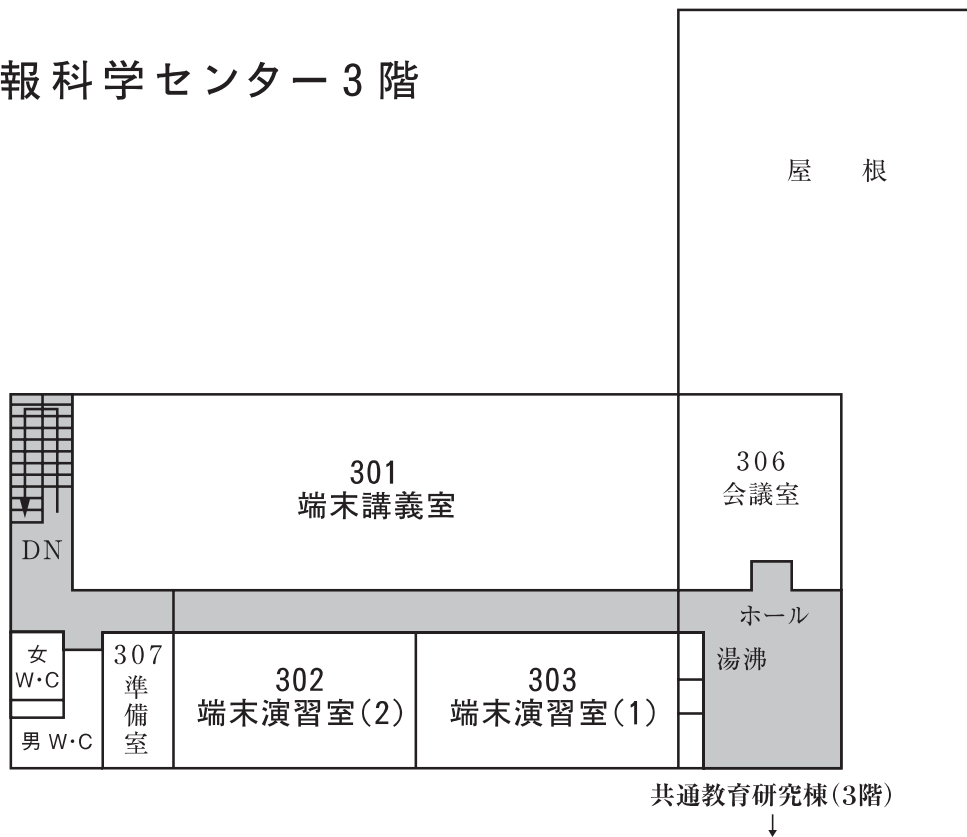 報科学センター3階
屋 根
301
端末講義室
306
会議室
DN
ホール
湯沸
女
W・C
男 W・C
307
準
備
室
302
端末演習室(2)
303
端末演習室(1)
共通教育研究棟(3階)